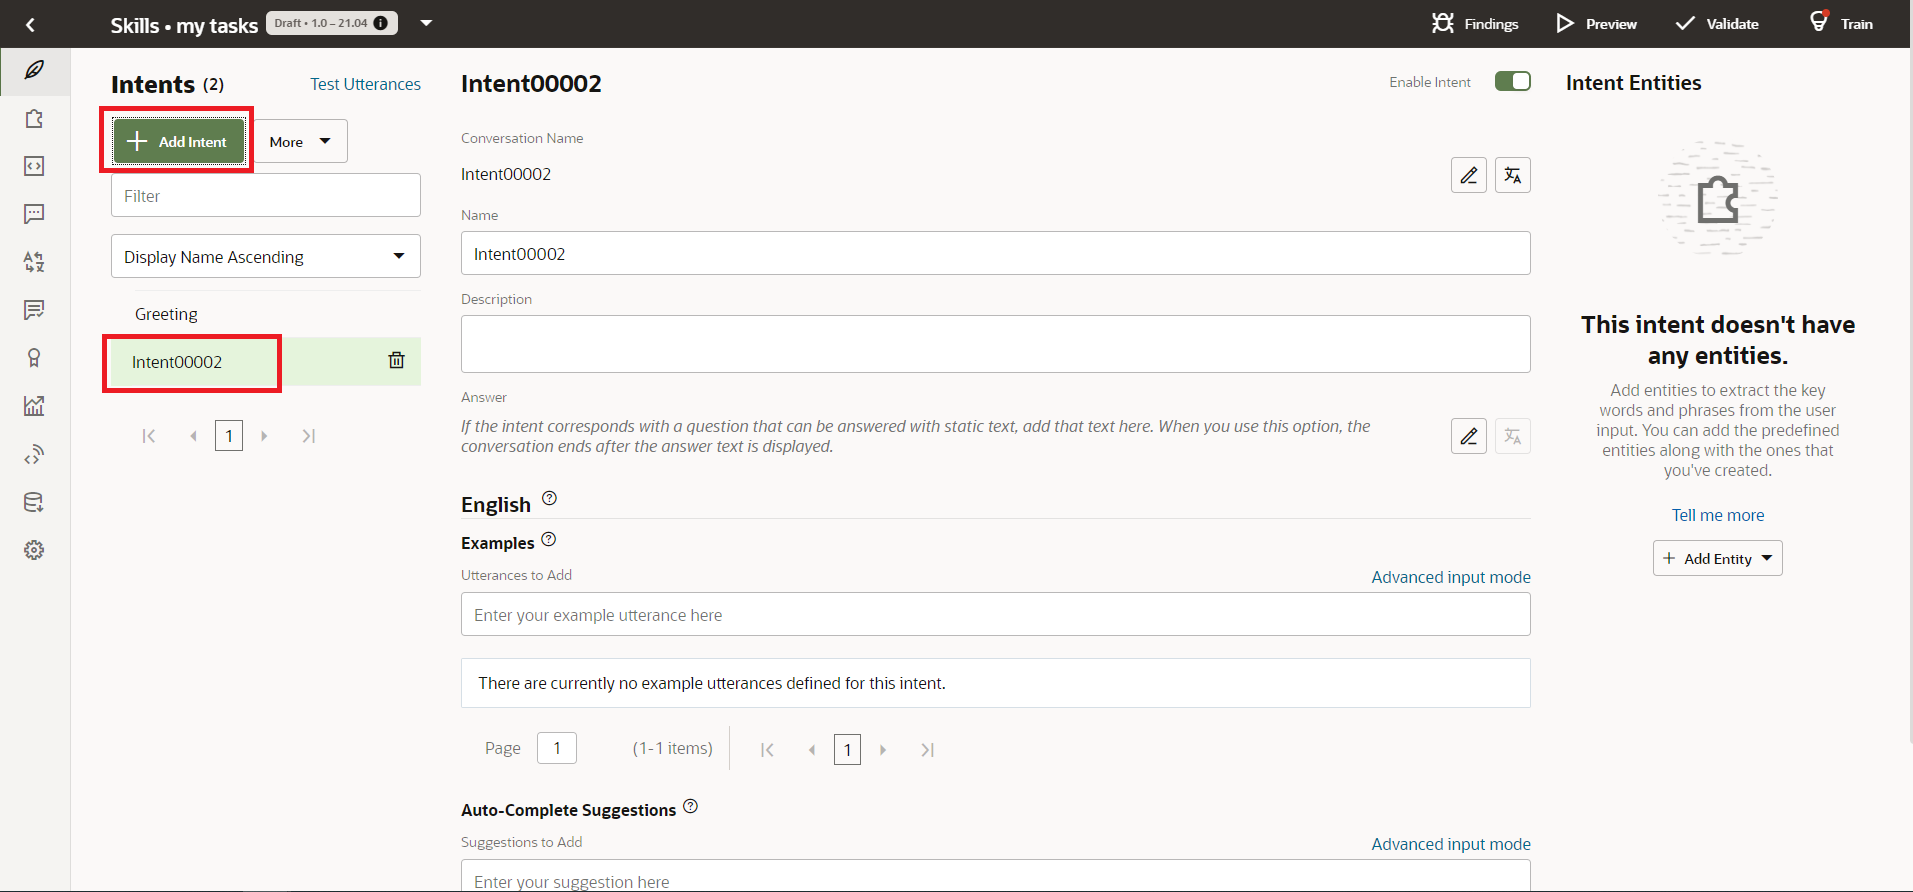 Skills • my tasks
Draft • 1.0 – 21.04
Findings
Preview
Validate
Train
Intents (2)
Test Utterances
Add Intent
More
Filter
Display Name Ascending
Greeting
Intent00002
1
Intent00002
Enable Intent
Conversation Name
Intent00002
Name
Intent00002
Description
Answer
If the intent corresponds with a question that can be answered with static text, add that text here. When you use this option, the
conversation ends after the answer text is displayed.
English
Examples
Utterances to Add
Advanced input mode
Enter your example utterance here
There are currently no example utterances defined for this intent.
Page 1 (1-1 items) 1
Auto-Complete Suggestions
Suggestions to Add
Advanced input mode
Enter your suggestion here
Intent Entities
This intent doesn't have
any entities.
Add entities to extract the key
words and phrases from the user
input. You can add the predefined
entities along with the ones that
you've created.
Tell me more
+ Add Entity